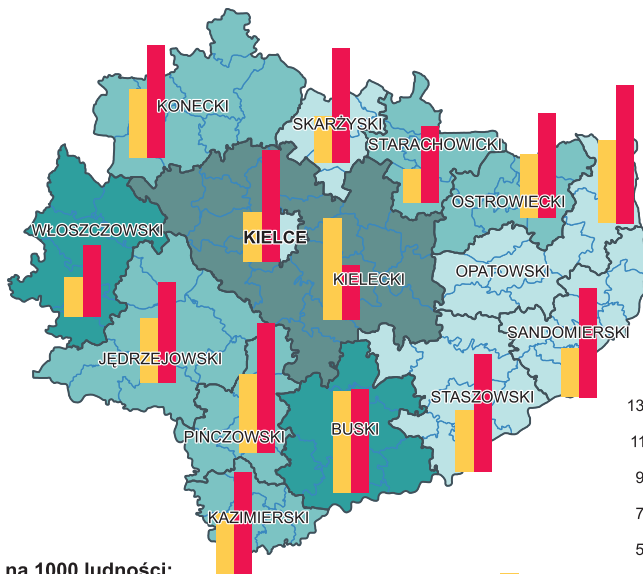 KONECKI
SKARŻYSKI
STARACHOWICKI
OSTROWIECKI
WŁOSZCZOWSKI
KIELCE
KIELECKI
OPATOWSKI
SANDOMIERSKI
JĘDRZEJOWSKI
STASZOWSKI
PIŃCZOWSKI
BUSKI
KAZIMIERSKI
13
11
9
7
5
na 1000 ludności: